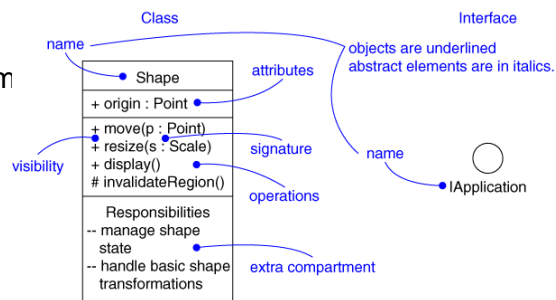 Class
Interface
name
objects are underlined
abstract elements are in italics.
m
Shape
attributes
+ origin : Point
+ move(p : Point)
+ resize(s : Scale)
+ display()
# invalidateRegion()
visibility
signature
operations
name
IApplication
Responsibilities
-- manage shape
state
-- handle basic shape
transformations
extra compartment